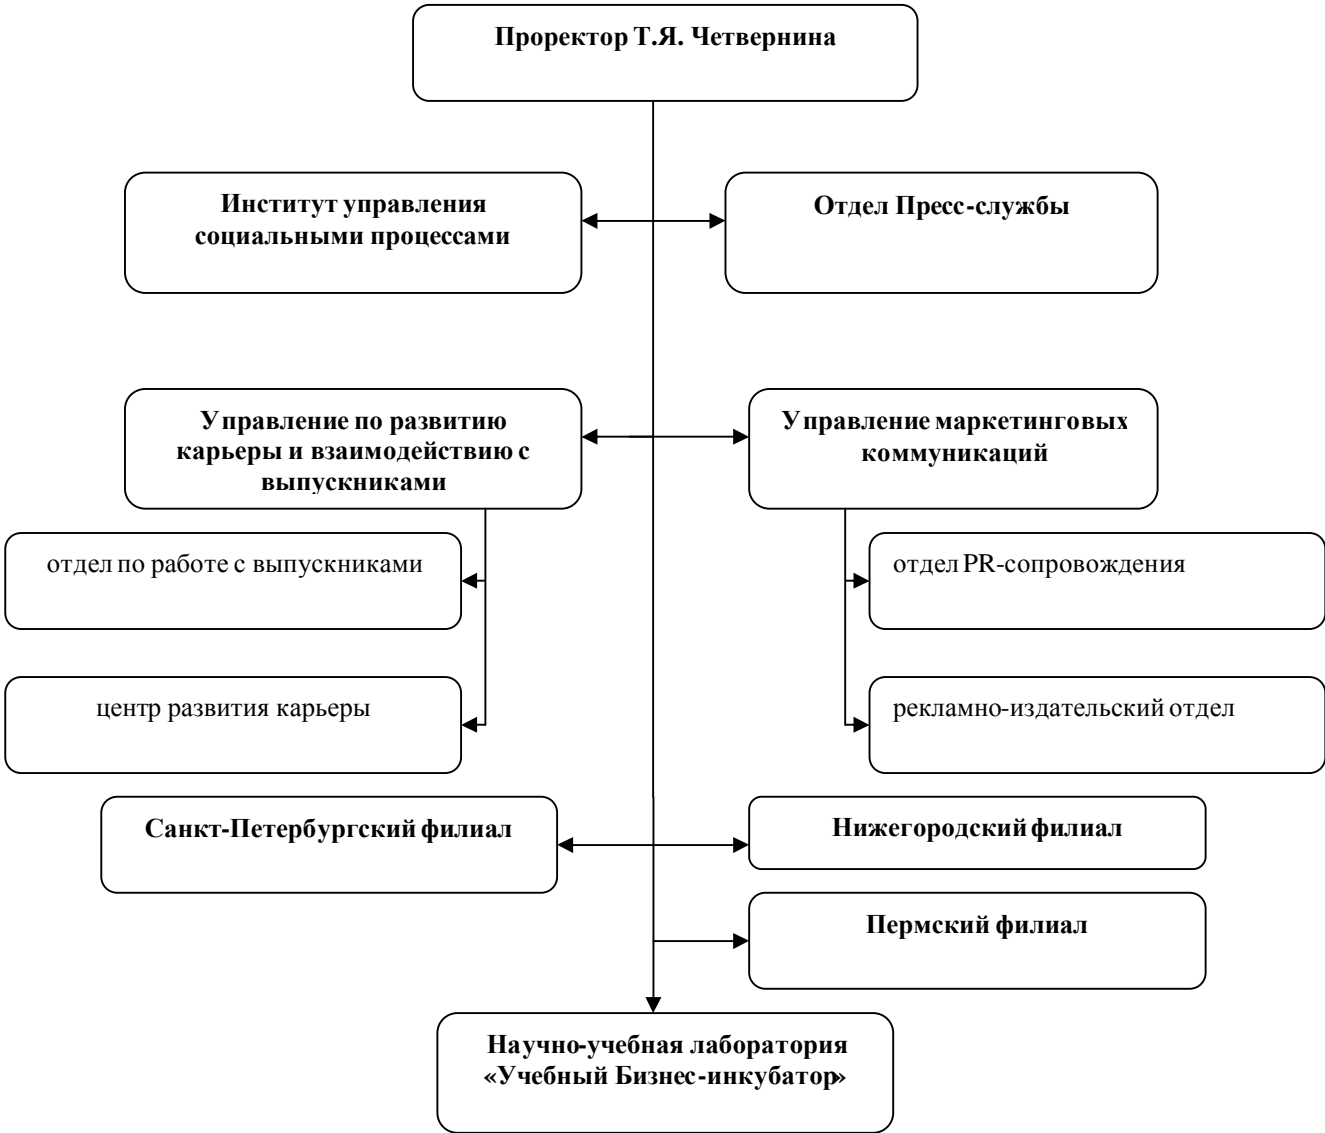 Проректор Т.Я. Четвернина
Институт управления
социальными процессами
Отдел Пресс-службы
Управление по развитию
карьеры и взаимодействию с
выпускниками
Управление маркетинговых
коммуникаций
отдел по работе с выпускниками
отдел PR-сопровождения
центр развития карьеры
рекламно-издательский отдел
Санкт-Петербургский филиал
Нижегородский филиал
Пермский филиал
Научно-учебная лаборатория
«Учебный Бизнес-инкубатор»